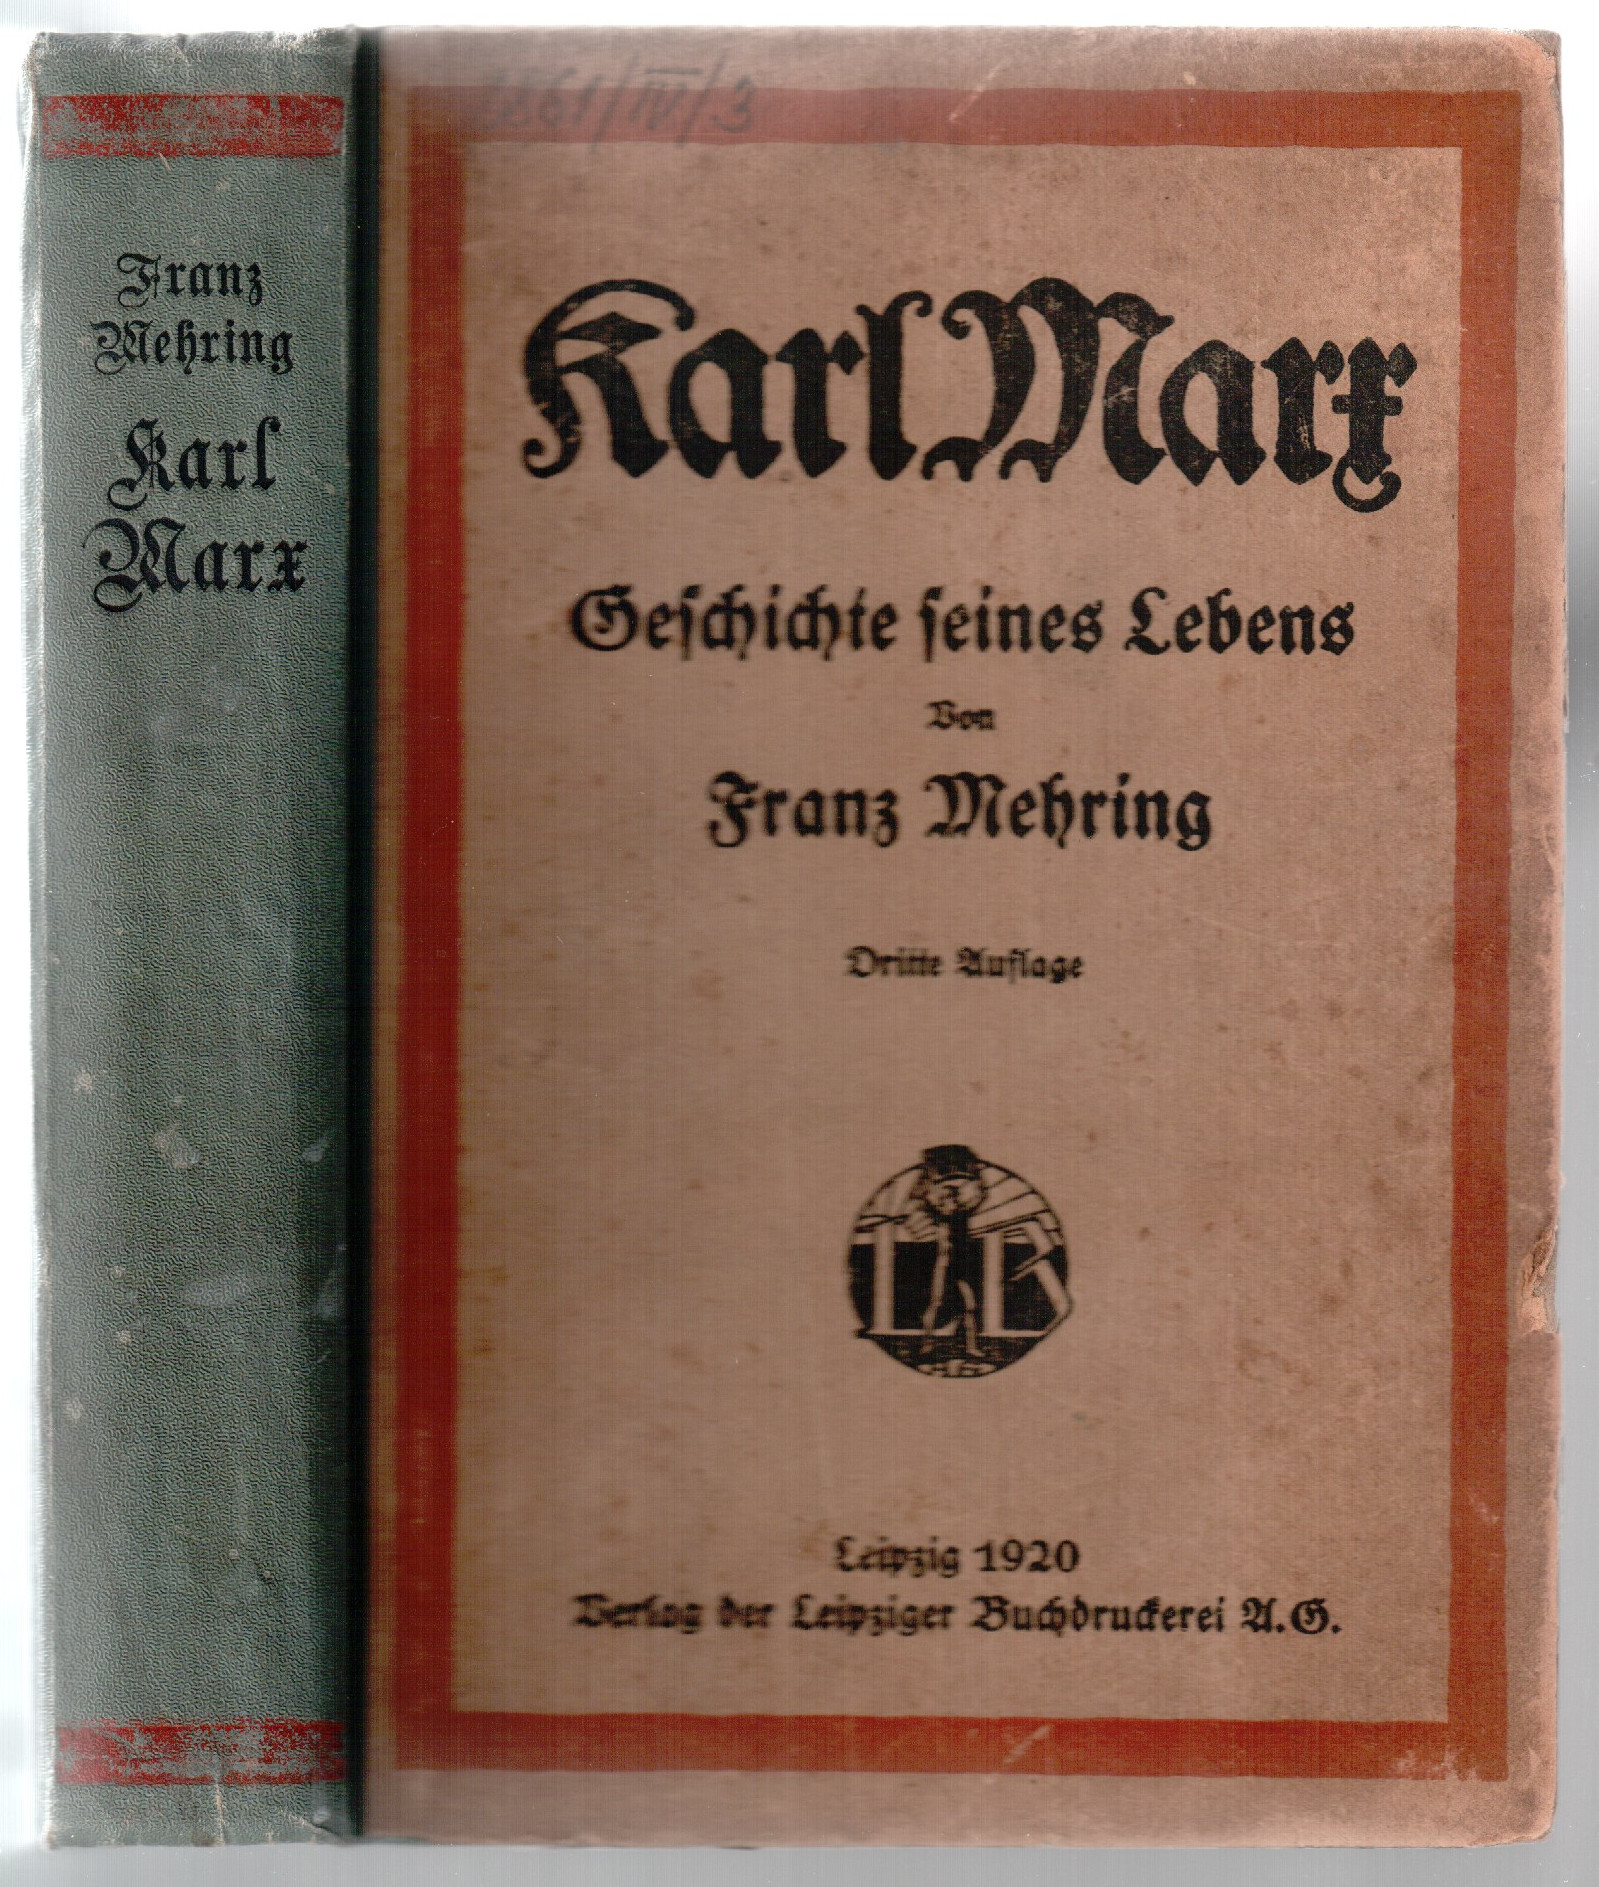 Franz
Mehring
Karl
Marx
Karl Marx
Geſchichte ſeines Lebens
Von
Franz Mehring
Dritte Auflage
LB
Leipzig 1920
Verlag der Leipziger Buchdruckerei A.G.